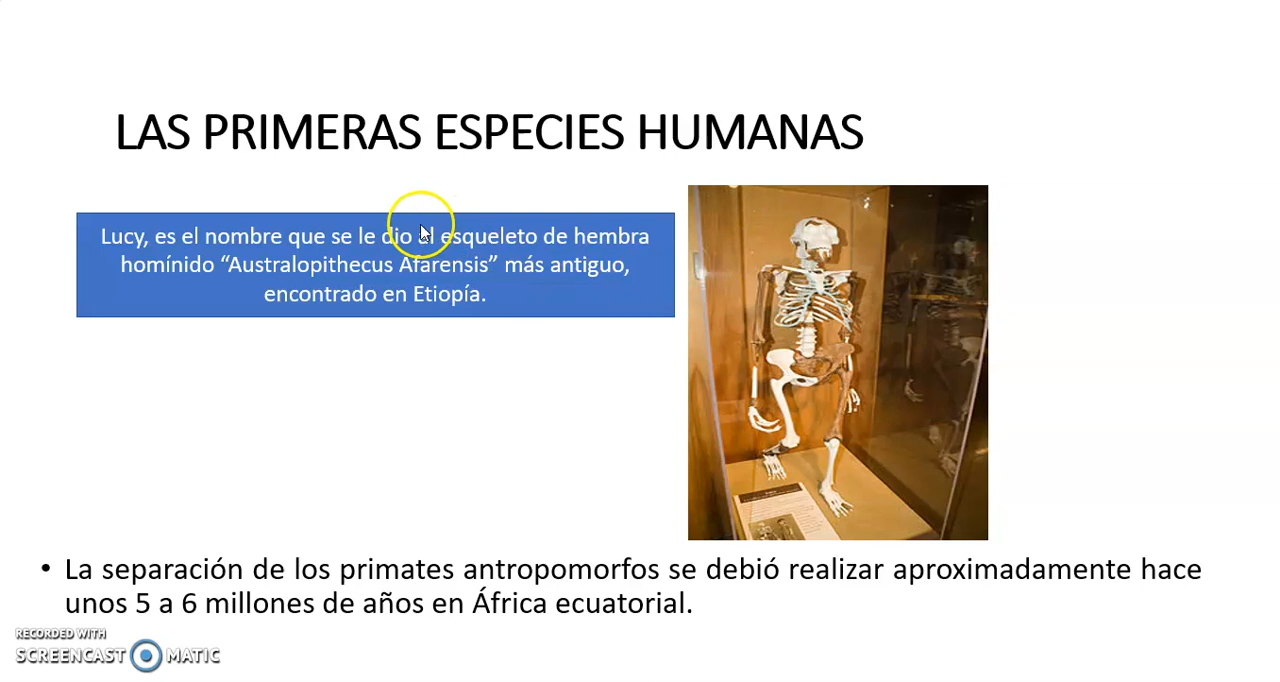 LAS PRIMERAS ESPECIES HUMANAS
Lucy, es el nombre que se le dio al esqueleto de hembra
homínido “Australopithecus Afarensis” más antiguo,
encontrado en Etiopía.
• La separación de los primates antropomorfos se debió realizar aproximadamente hace
unos 5 a 6 millones de años en África ecuatorial.
RECORDED WITH
SCREENCAST MATIC